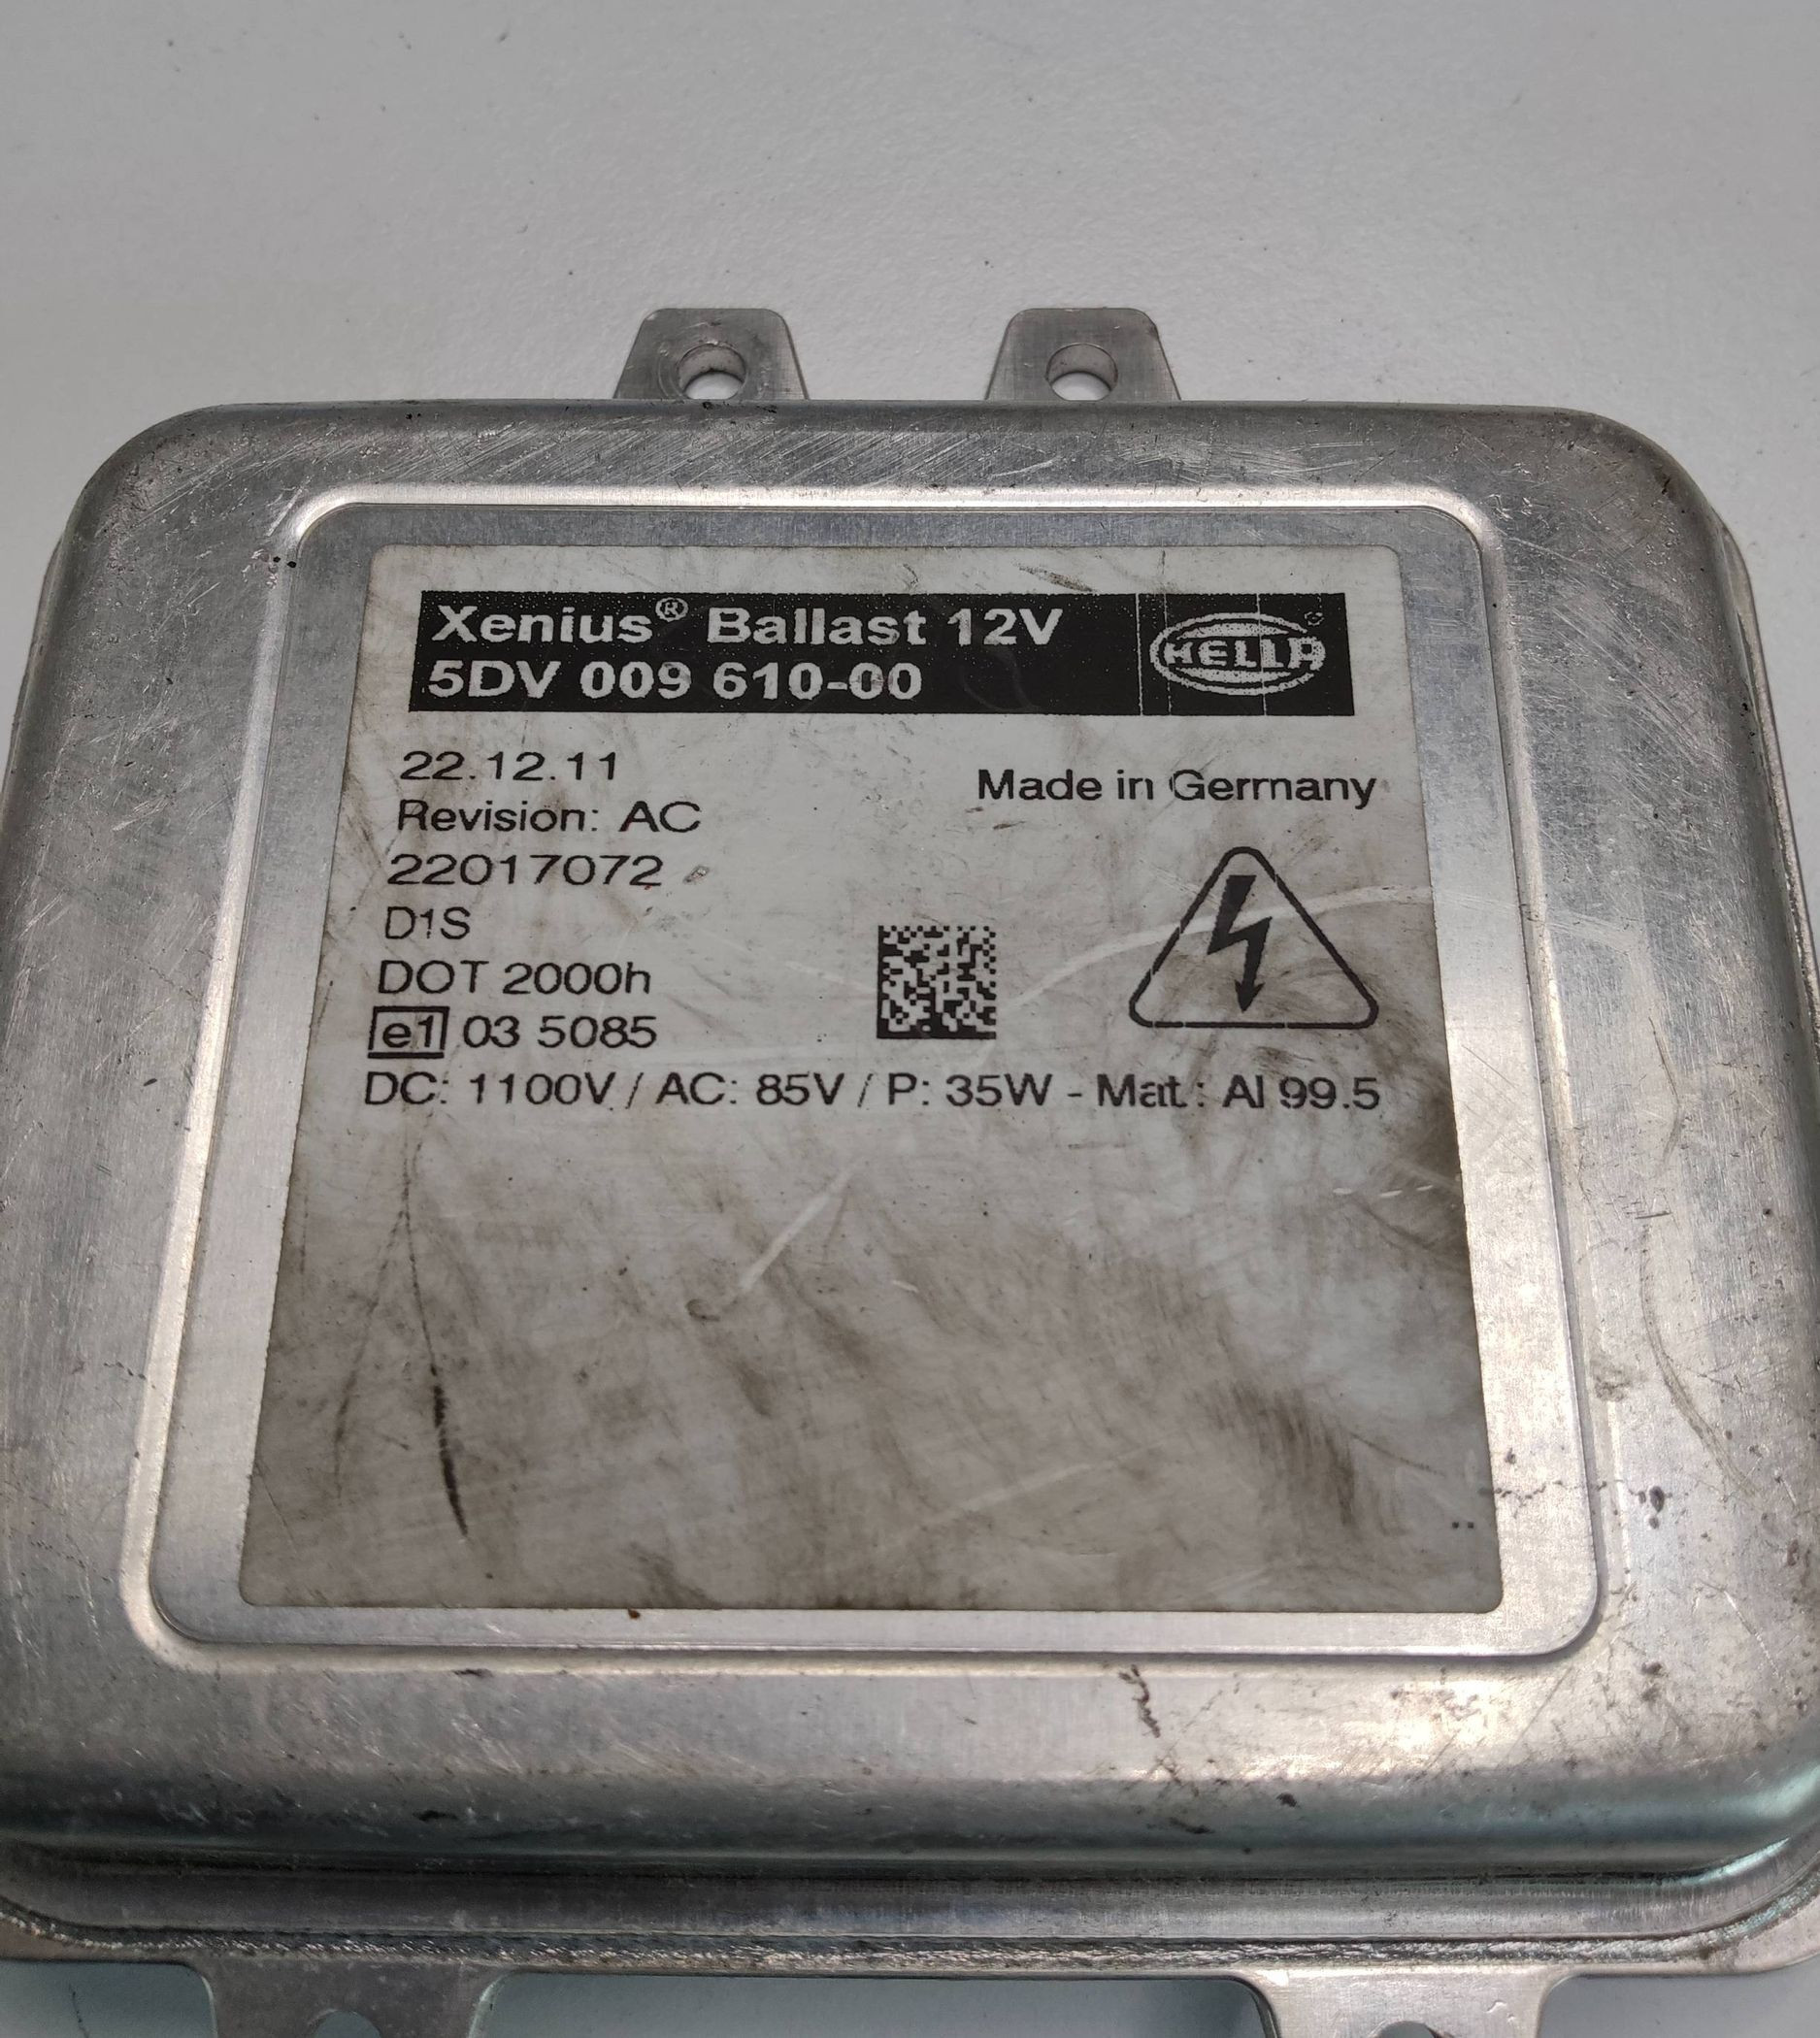 Xenius® Ballast 12V
5DV 009 610-00
HELLA
22.12.11
Made in Germany
Revision: AC
22017072
D1S
DOT 2000h
e1 03 5085
DC: 1100V / AC: 85V / P: 35W - Mat.: Al 99.5